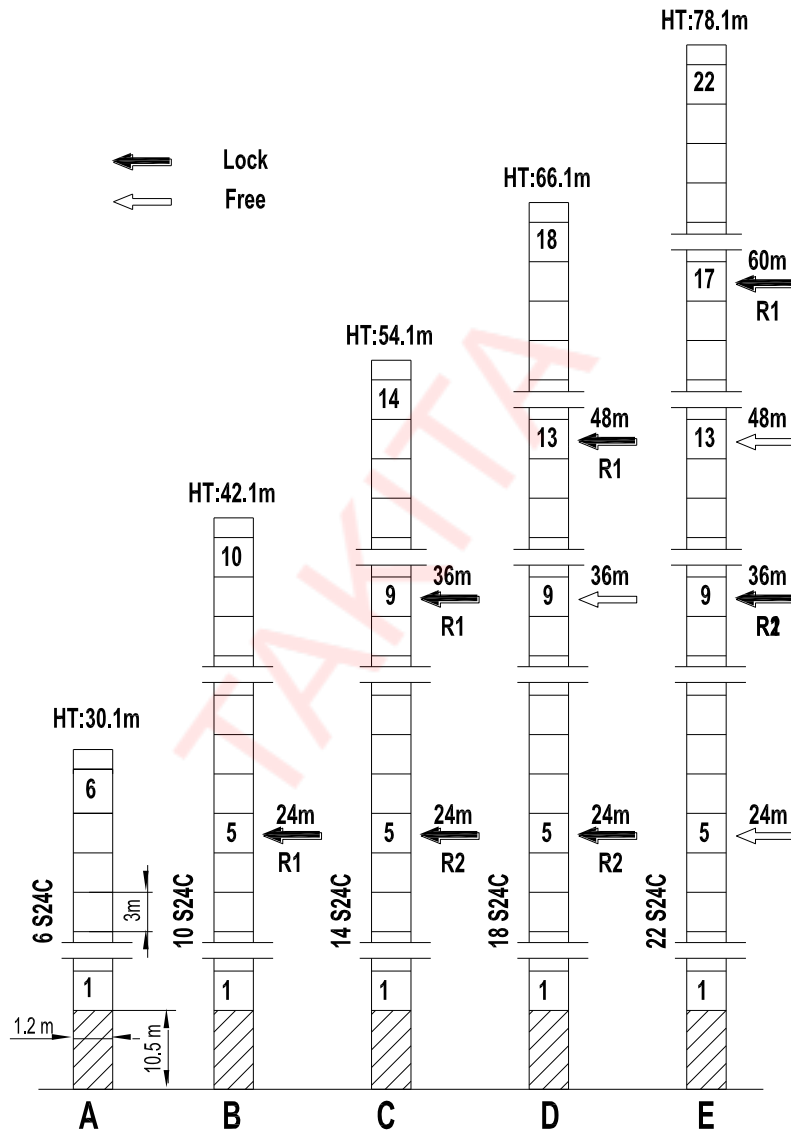 HT:78.1m
22
Lock
Free
HT:66.1m
18
17
60m
R1
HT:54.1m
14
48m
13
R1
48m
13
HT:42.1m
10
36m
9
R1
36m
9
36m
9
HT:30.1m
6
24m
5
R1
24m
5
R2
24m
5
R2
24m
5
6 S24C
3m
10 S24C
14 S24C
18 S24C
22 S24C
1
1
1
1
1
1.2 m
10.5 m
A
B
C
D
E
TAKITA